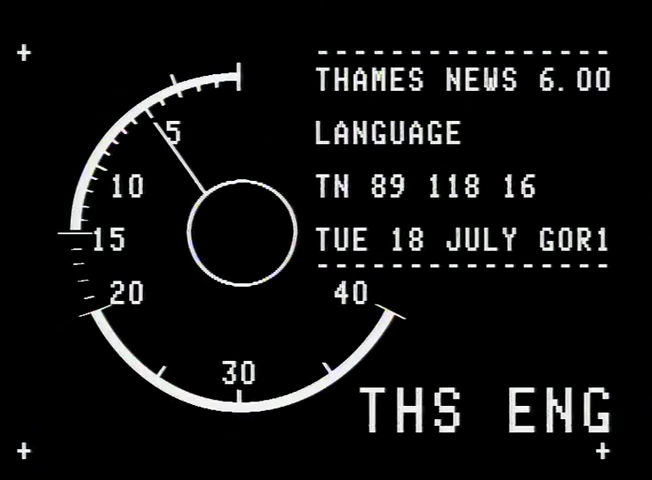 THAMES NEWS 6.00
LANGUAGE
TN 89 118 16
TUE 18 JULY GOR1
5
10
15
20
30
40
THS ENG